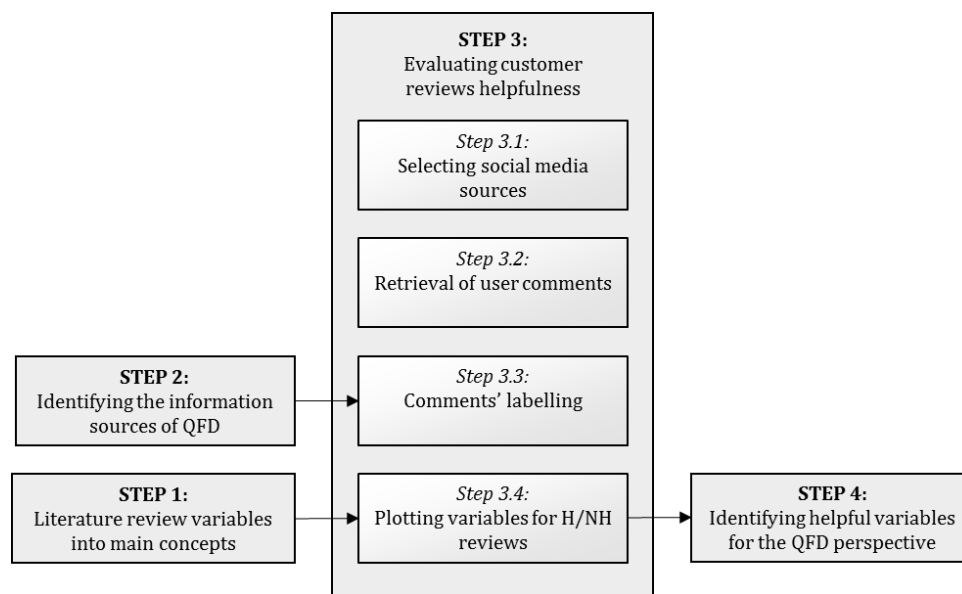 STEP 3:
Evaluating customer
reviews helpfulness
Step 3.1:
Selecting social media
sources
Step 3.2:
Retrieval of user comments
STEP 2:
Identifying the information
sources of QFD
Step 3.3:
Comments’ labelling
STEP 1:
Literature review variables
into main concepts
Step 3.4:
Plotting variables for H/NH
reviews
STEP 4:
Identifying helpful variables
for the QFD perspective